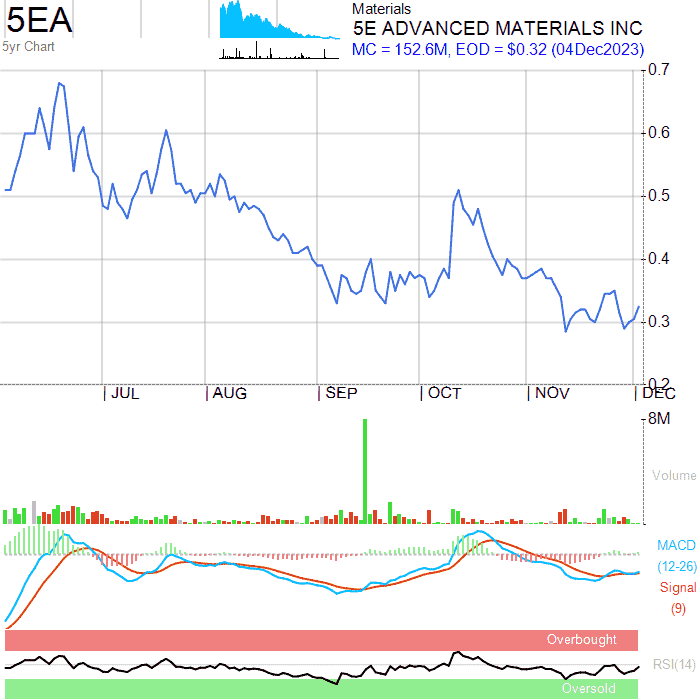 5EA
5yr Chart
Materials
5E ADVANCED MATERIALS INC
MC = 152.6M, EOD = $0.32 (04Dec2023)
0.7
0.6
0.5
0.4
0.3
0.2
JUL AUG SEP OCT NOV DEC
8M
Volume
MACD
(12-26)
Signal
(9)
Overbought
RSI(14)
Oversold